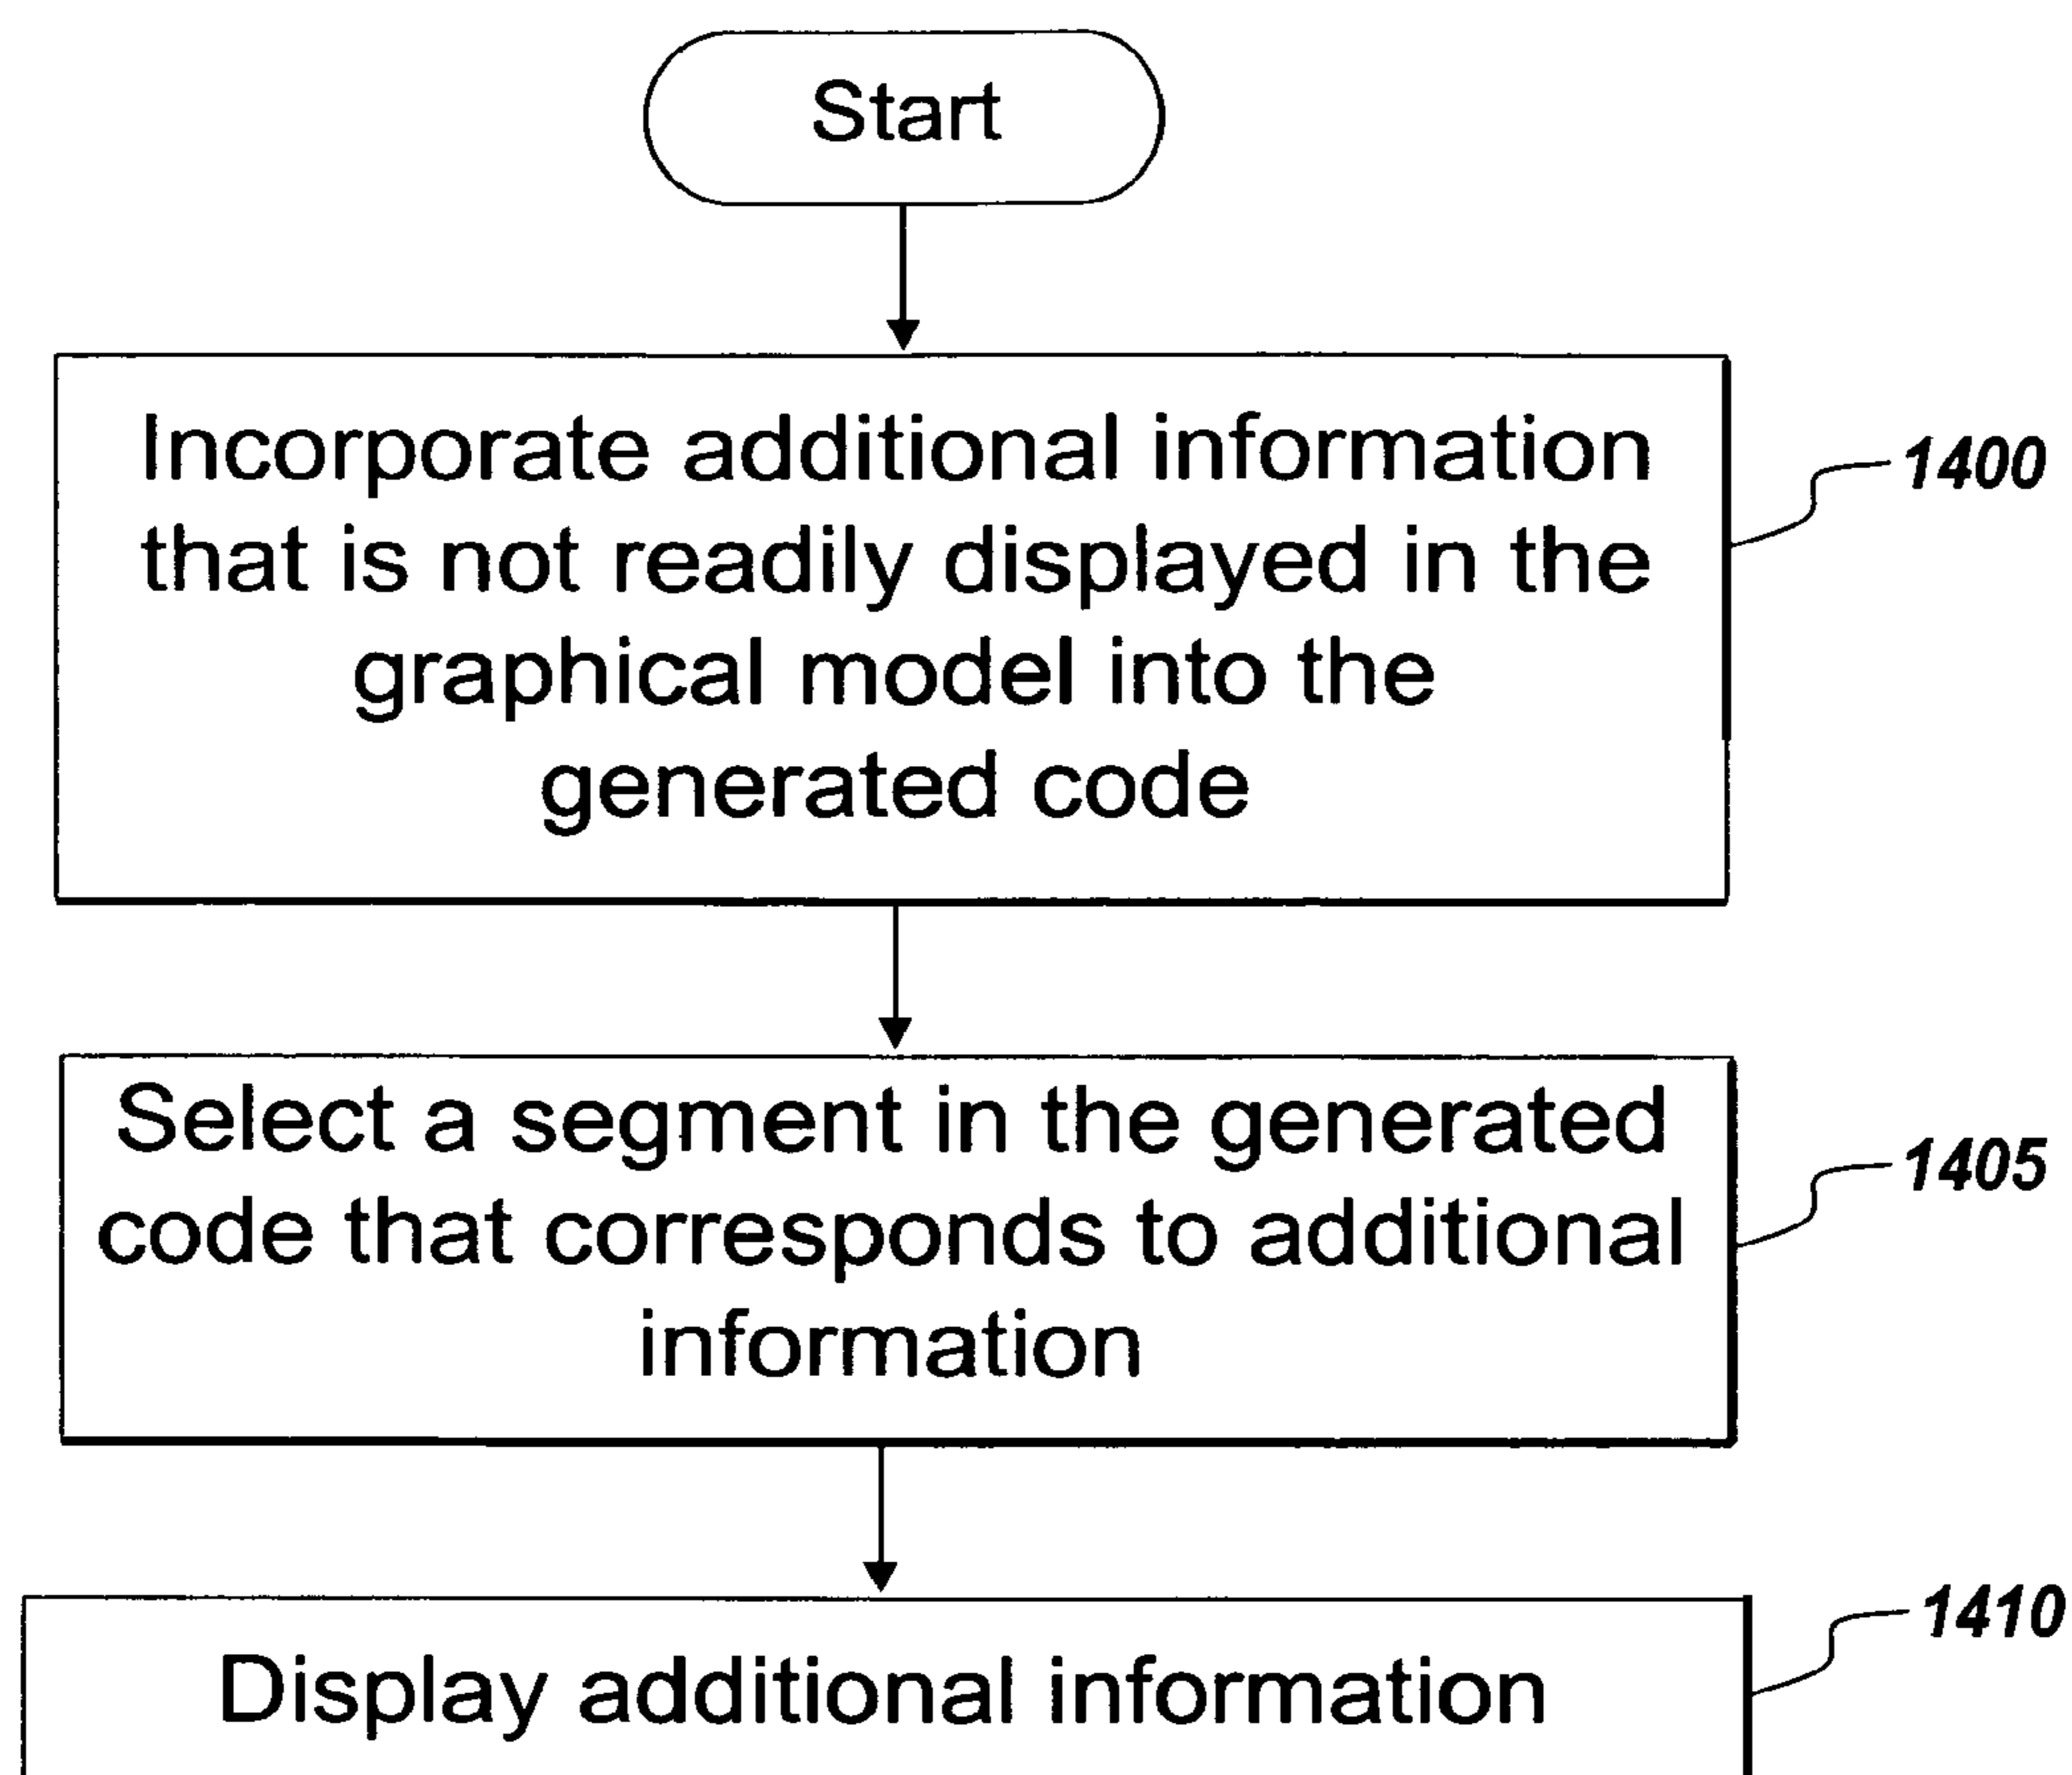 Start
Incorporate additional information
that is not readily displayed in the
graphical model into the
generated code
1400
Select a segment in the generated
code that corresponds to additional
information
1405
Display additional information
1410